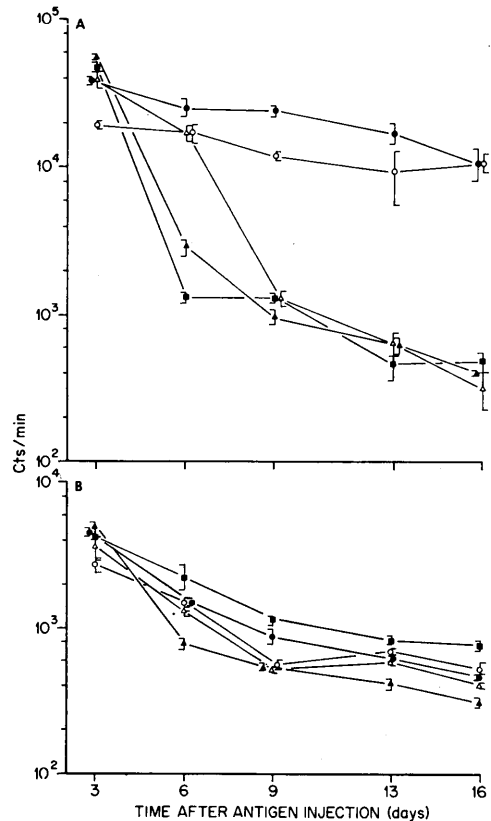 A
10⁵
10⁴
10³
10²
Cts/min
B
10⁴
10³
10²
3 6 9 13 16
TIME AFTER ANTIGEN INJECTION (days)